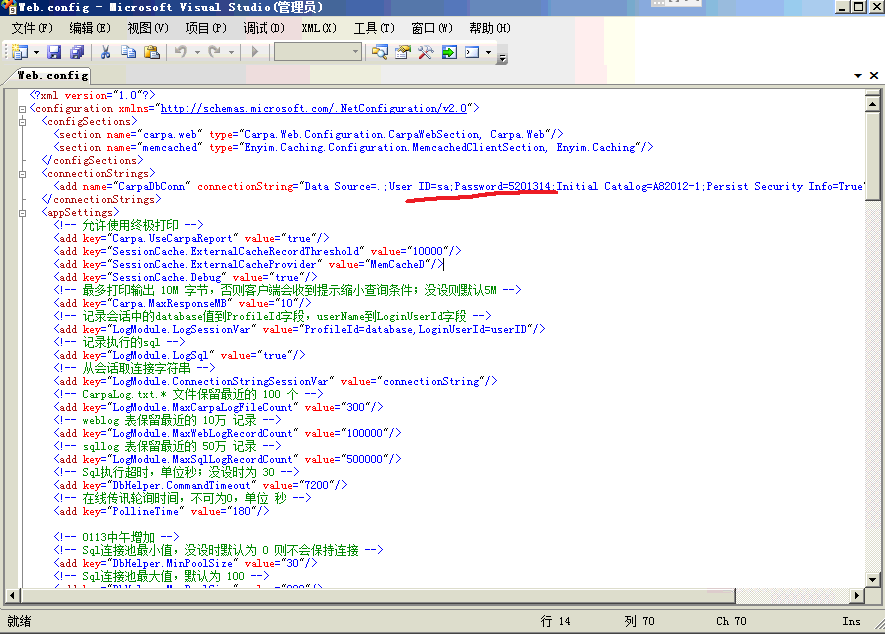 Web.config - Microsoft Visual Studio(管理员)
文件(F) 编辑(E) 视图(V) 项目(P) 调试(D) XML(X) 工具(T) 窗口(W) 帮助(H)
Web.config
<?xml version="1.0"?>
<configuration xmlns="http://schemas.microsoft.com/.NetConfiguration/v2.0">
<configSections>
<section name="carpa.web" type="Carpa.Web.Configuration.CarpaWebSection, Carpa.Web"/>
<section name="memcached" type="Enyim.Caching.Configuration.MemcachedClientSection, Enyim.Caching"/>
</configSections>
<connectionStrings>
<add name="CarpaDbConn" connectionString="Data Source=.;User ID=sa;Password=5201314;Initial Catalog=A82012-1;Persist Security Info=True"
</connectionStrings>
<appSettings>
<!-- 允许使用终极打印 -->
<add key="Carpa.UseCarpaReport" value="true"/>
<add key="SessionCache.ExternalCacheRecordThreshold" value="10000"/>
<add key="SessionCache.ExternalCacheProvider" value="MemCacheD"/>
<add key="SessionCache.Debug" value="true"/>
<!-- 最多打印输出 10M 字节，否则客户端会收到提示缩小查询条件；没设则默认5M -->
<add key="Carpa.MaxResponseMB" value="10"/>
<!-- 记录会话中的database值到ProfileId字段，userName到LoginUserId字段 -->
<add key="LogModule.LogSessionVar" value="ProfileId=database,LoginUserId=userID"/>
<!-- 记录执行的sql -->
<add key="LogModule.LogSql" value="true"/>
<!-- 从会话取连接字符串 -->
<add key="LogModule.ConnectionStringSessionVar" value="connectionString"/>
<!-- CarpaLog.txt.* 文件保留最近的 100 个 -->
<add key="LogModule.MaxCarpaLogFileCount" value="300"/>
<!-- weblog 表保留最近的 10万 记录 -->
<add key="LogModule.MaxWebLogRecordCount" value="100000"/>
<!-- sqllog 表保留最近的 50万 记录 -->
<add key="LogModule.MaxSqlLogRecordCount" value="500000"/>
<!-- Sql执行超时，单位秒；没设时为 30 -->
<add key="DbHelper.CommandTimeout" value="7200"/>
<!-- 在线传讯轮询时间，不可为0，单位 秒 -->
<add key="PollineTime" value="180"/>
<!-- 0113中午增加 -->
<!-- Sql连接池最小值，没设时默认为 0 则不会保持连接 -->
<add key="DbHelper.MinPoolSize" value="30"/>
<!-- Sql连接池最大值，默认为 100 -->
就绪 行 14 列 70 Ch 70 Ins